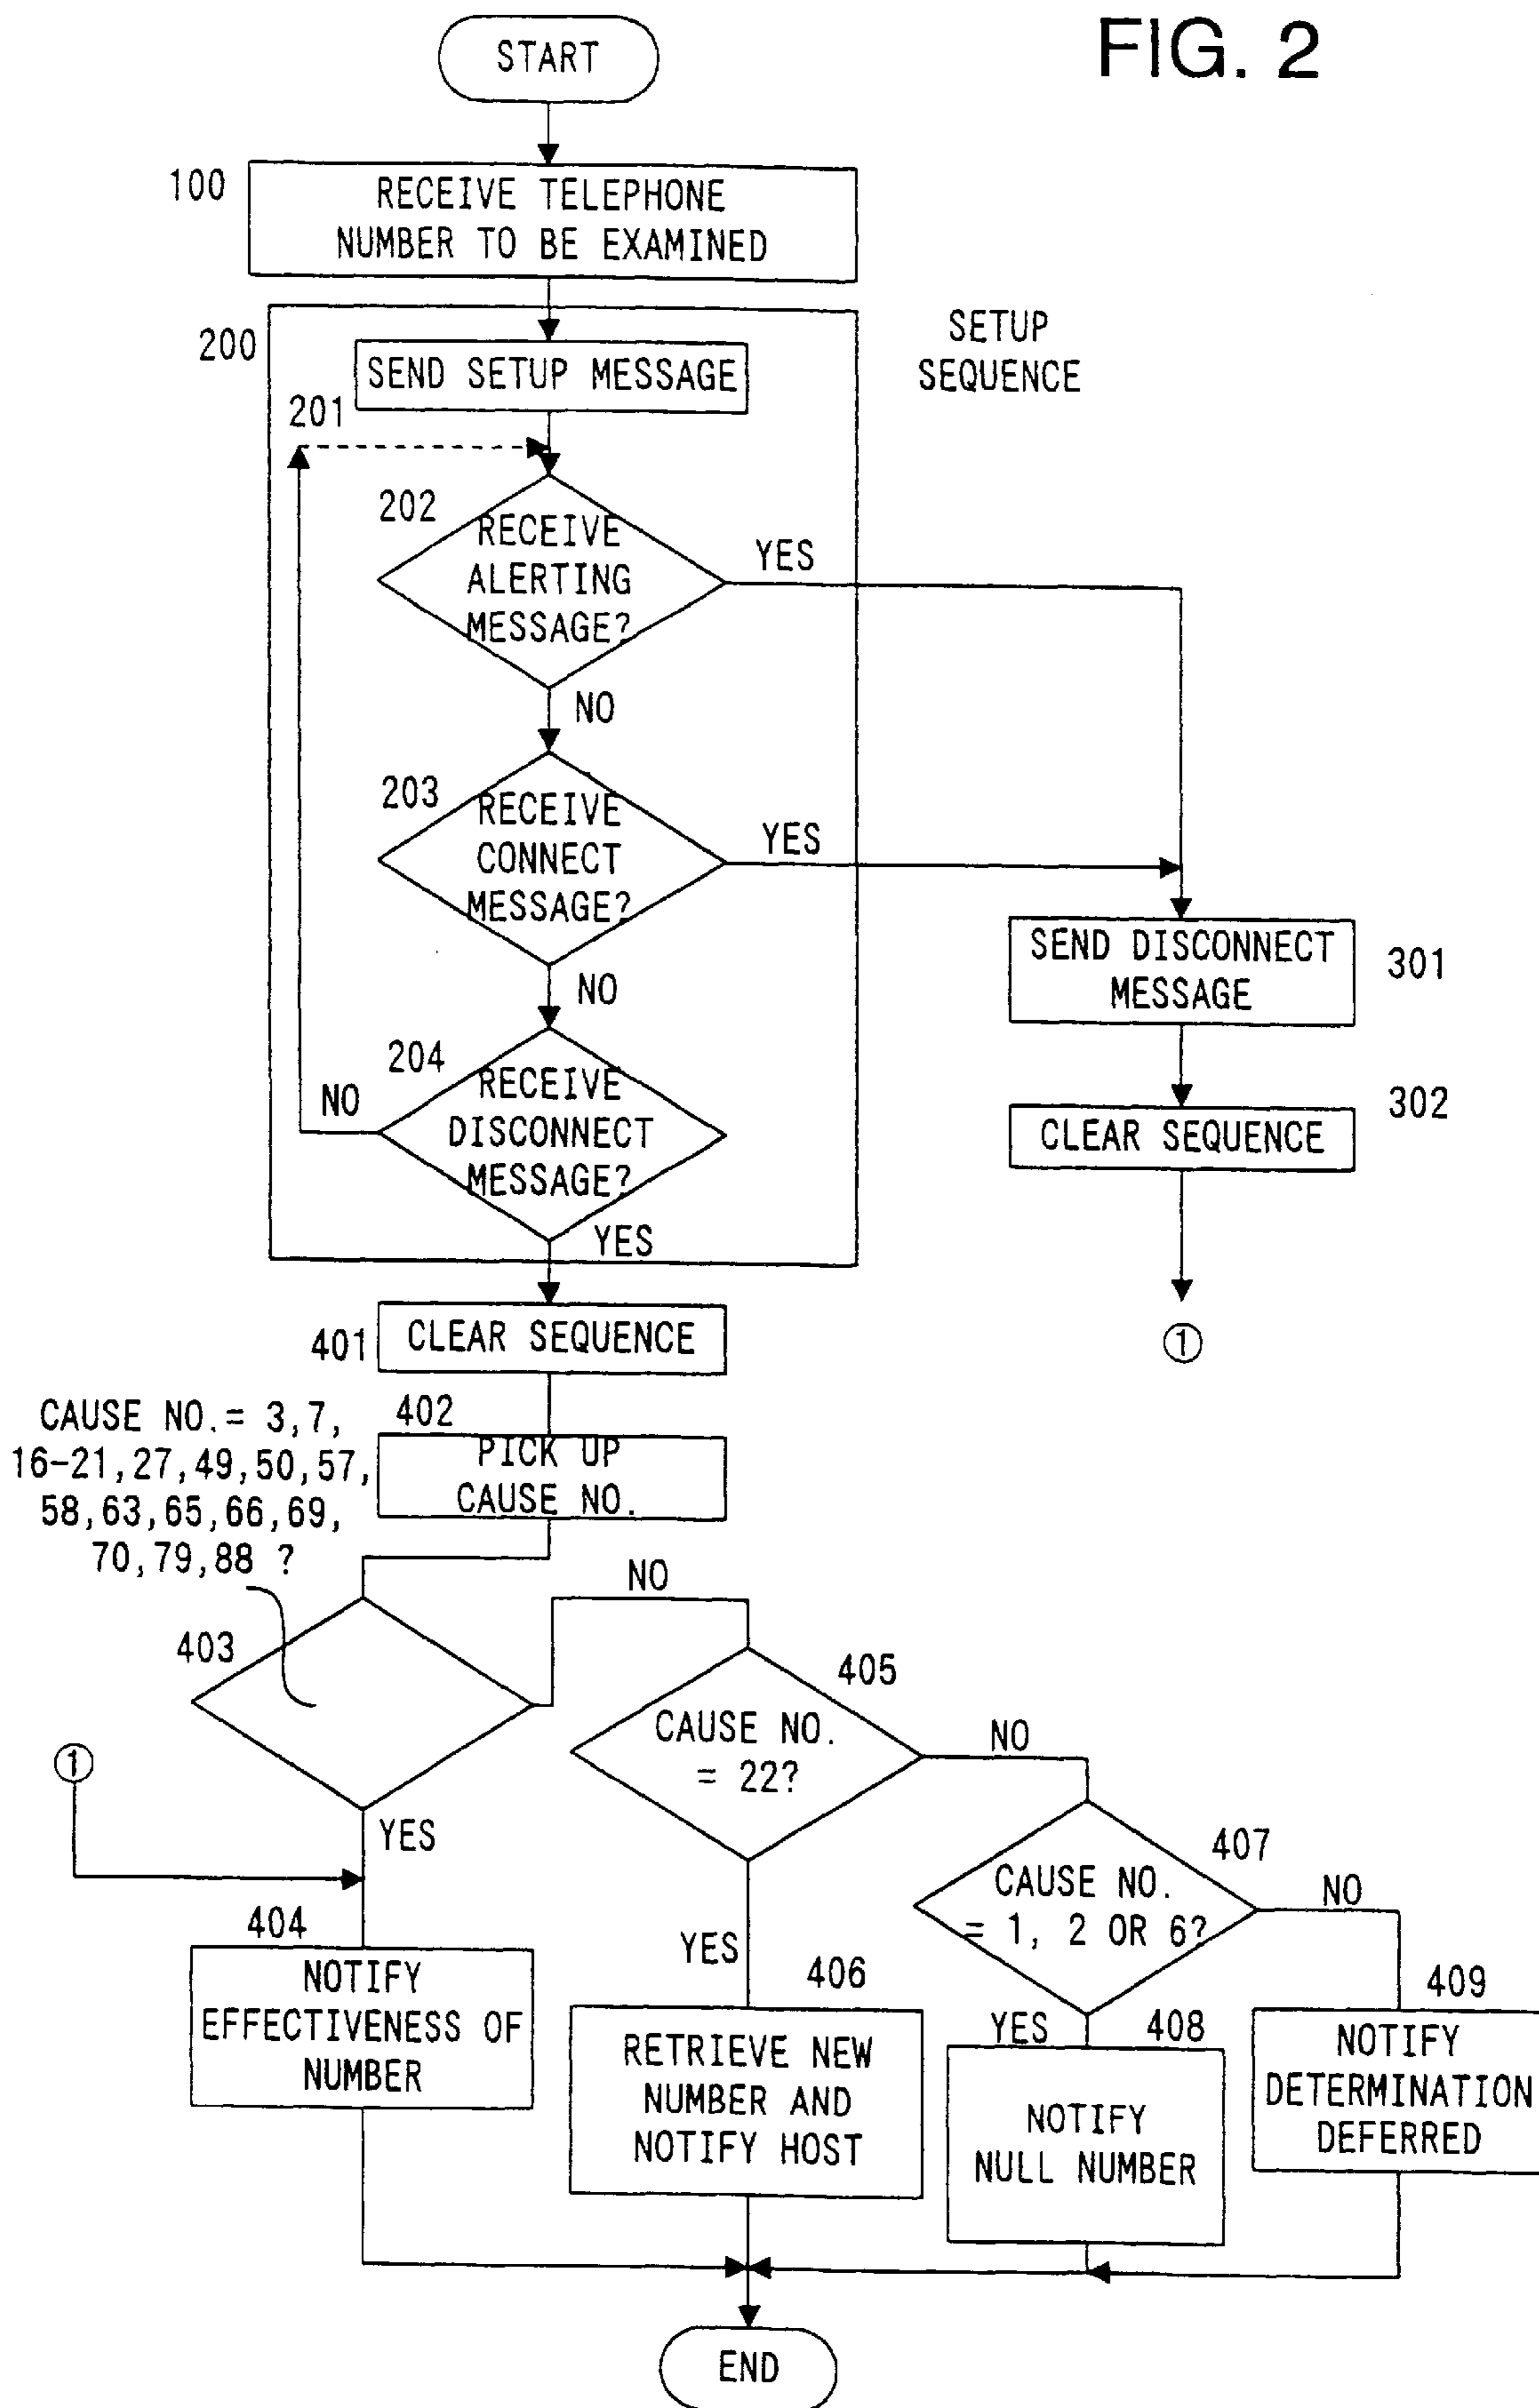 FIG. 2
START
100
RECEIVE TELEPHONE
NUMBER TO BE EXAMINED
200
SETUP
SEQUENCE
SEND SETUP MESSAGE
201
202
RECEIVE
ALERTING
MESSAGE?
YES
NO
203
RECEIVE
CONNECT
MESSAGE?
YES
NO
SEND DISCONNECT
MESSAGE
301
204
RECEIVE
DISCONNECT
MESSAGE?
NO
YES
302
CLEAR SEQUENCE
①
401
CLEAR SEQUENCE
402
PICK UP
CAUSE NO.
CAUSE NO.= 3,7,
16-21,27,49,50,57,
58,63,65,66,69,
70,79,88 ?
403
NO
YES
①
405
CAUSE NO.
= 22?
NO
YES
407
CAUSE NO.
= 1, 2 OR 6?
NO
YES
404
NOTIFY
EFFECTIVENESS OF
NUMBER
406
RETRIEVE NEW
NUMBER AND
NOTIFY HOST
408
NOTIFY
NULL NUMBER
409
NOTIFY
DETERMINATION
DEFERRED
END